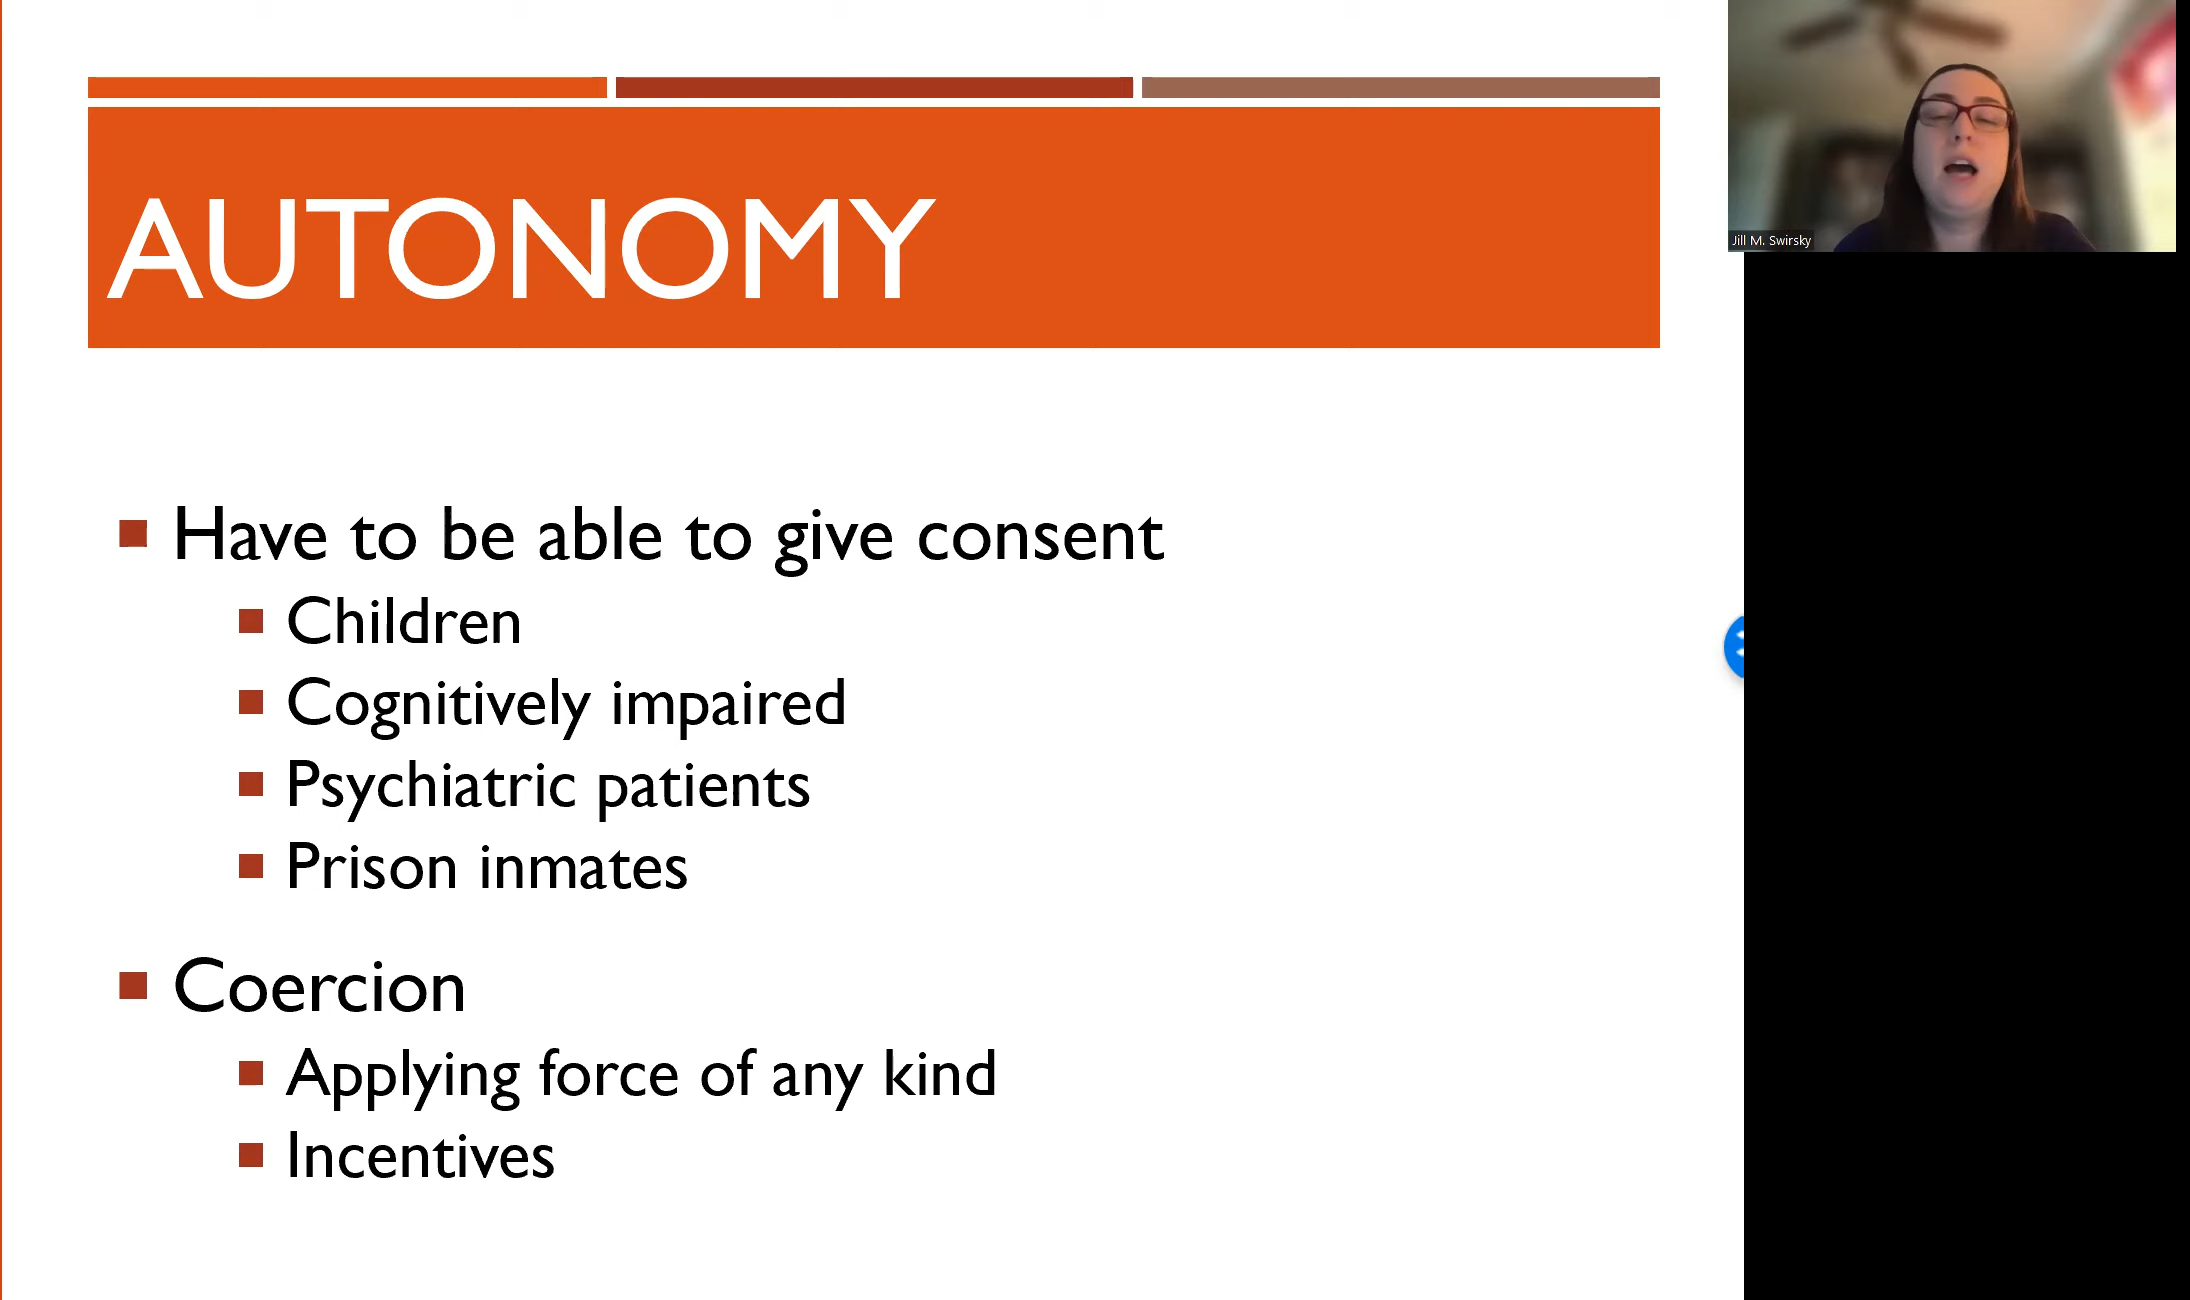 AUTONOMY
Have to be able to give consent
Children
Cognitively impaired
Psychiatric patients
Prison inmates
Coercion
Applying force of any kind
Incentives
Jill M. Swirsky